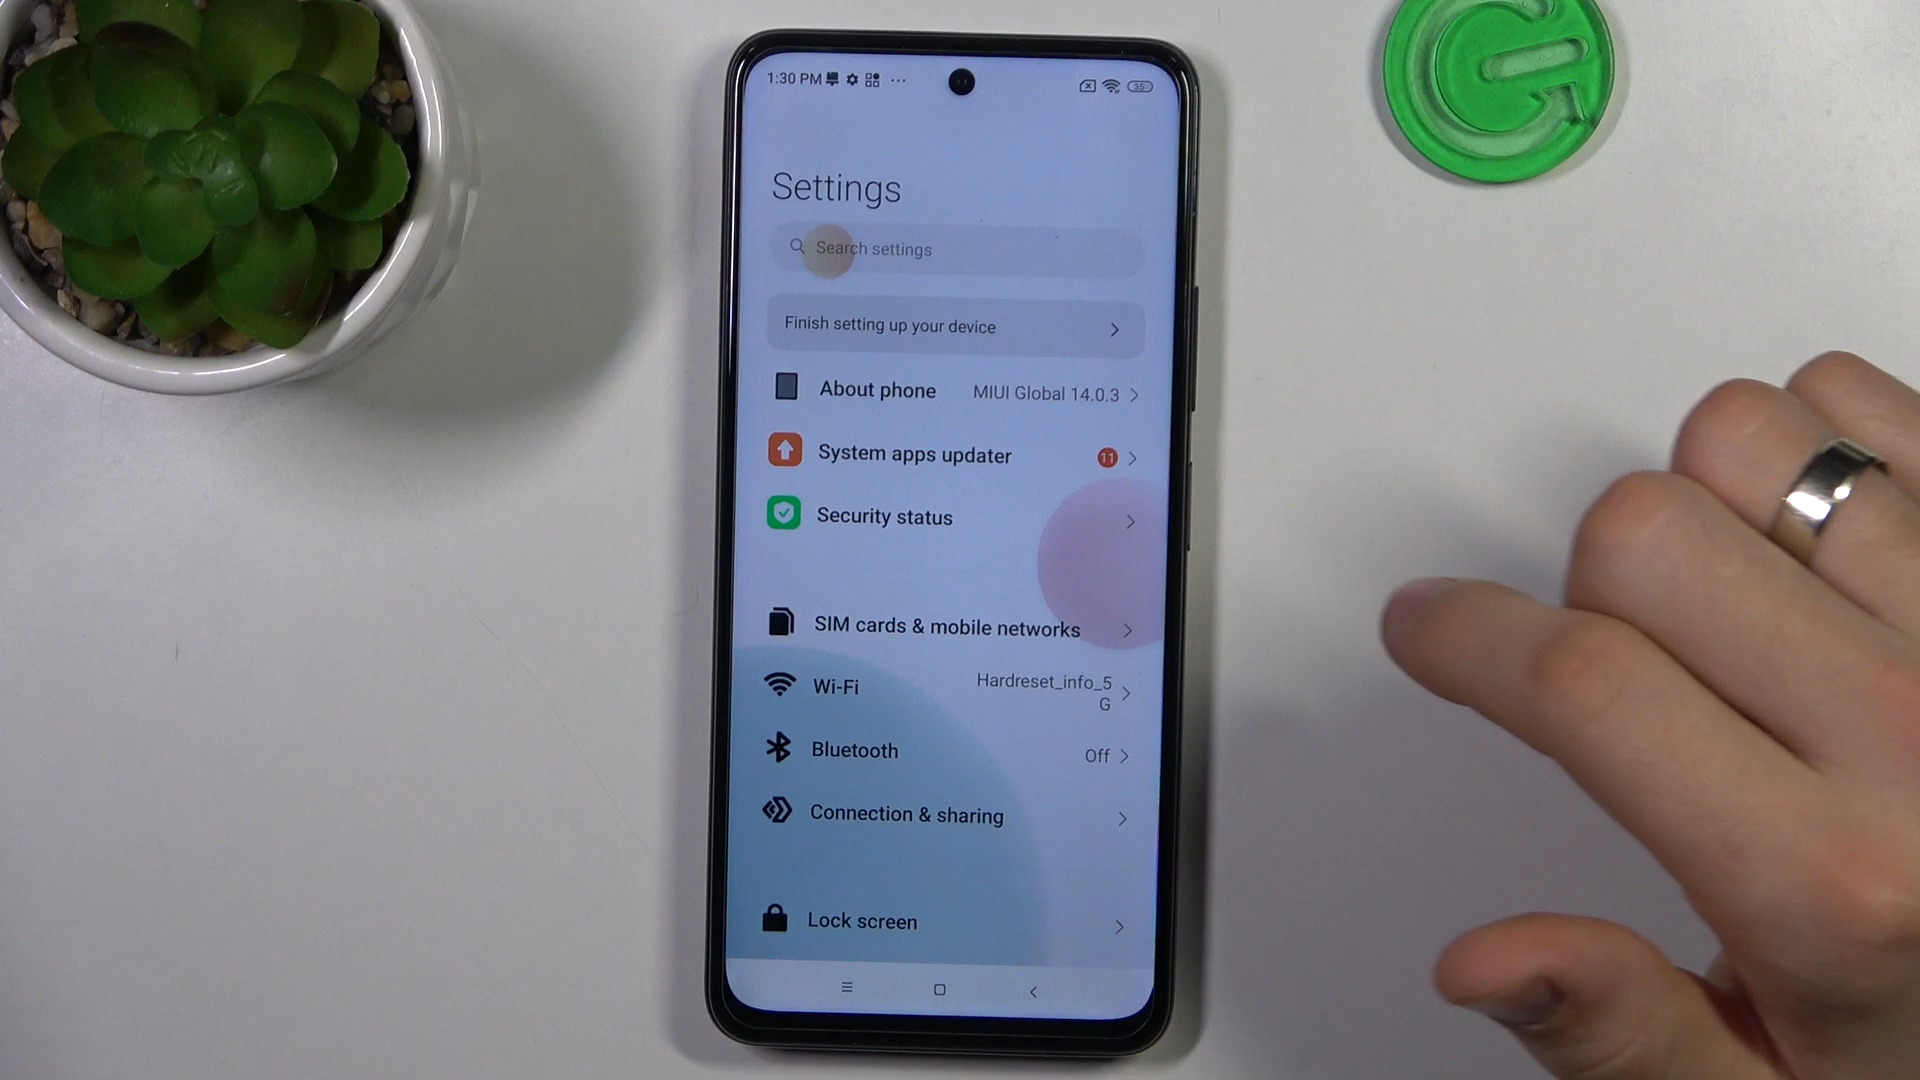 1:30 PM
35
Settings
Search settings
Finish setting up your device
About phone MIUI Global 14.0.3
System apps updater 11
Security status
SIM cards & mobile networks
Wi-Fi Hardreset_info_5
G
Bluetooth Off
Connection & sharing
Lock screen